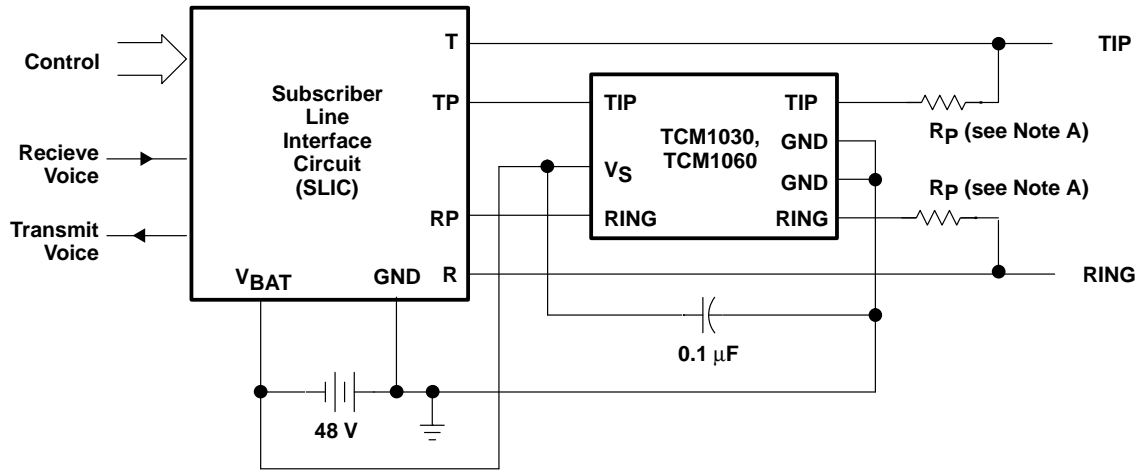 Control
Recieve
Voice
Transmit
Voice
Subscriber
Line
Interface
Circuit
(SLIC)
T
TP
RP
R
VBAT
GND
TIP
VS
RING
TCM1030,
TCM1060
TIP
GND
GND
RING
RP (see Note A)
RP (see Note A)
TIP
RING
0.1 μF
48 V